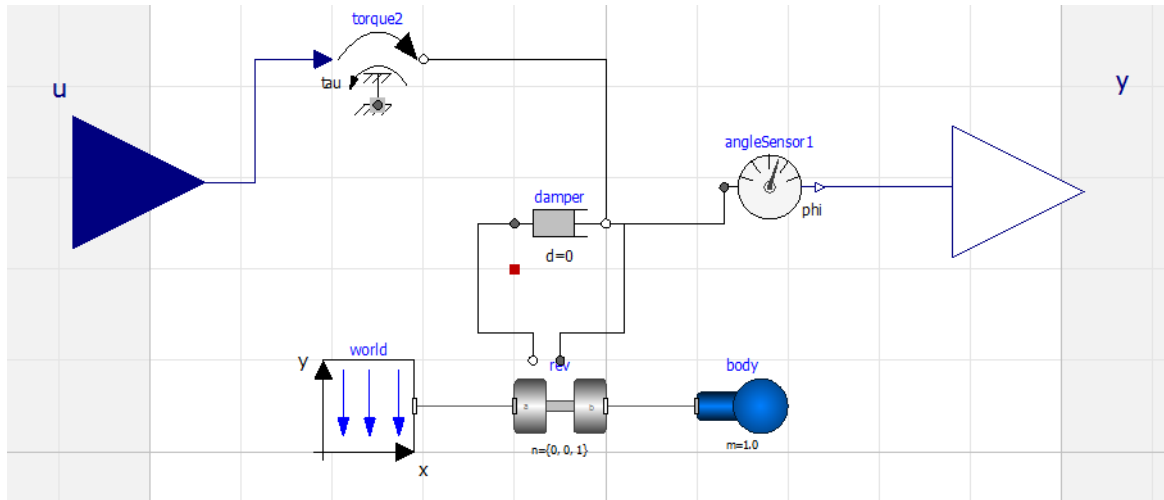 torque2
u
tau
y
angleSensor1
damper
phi
d=0
world
rev
body
y
a
b
n={0, 0, 1}
m=1.0
x